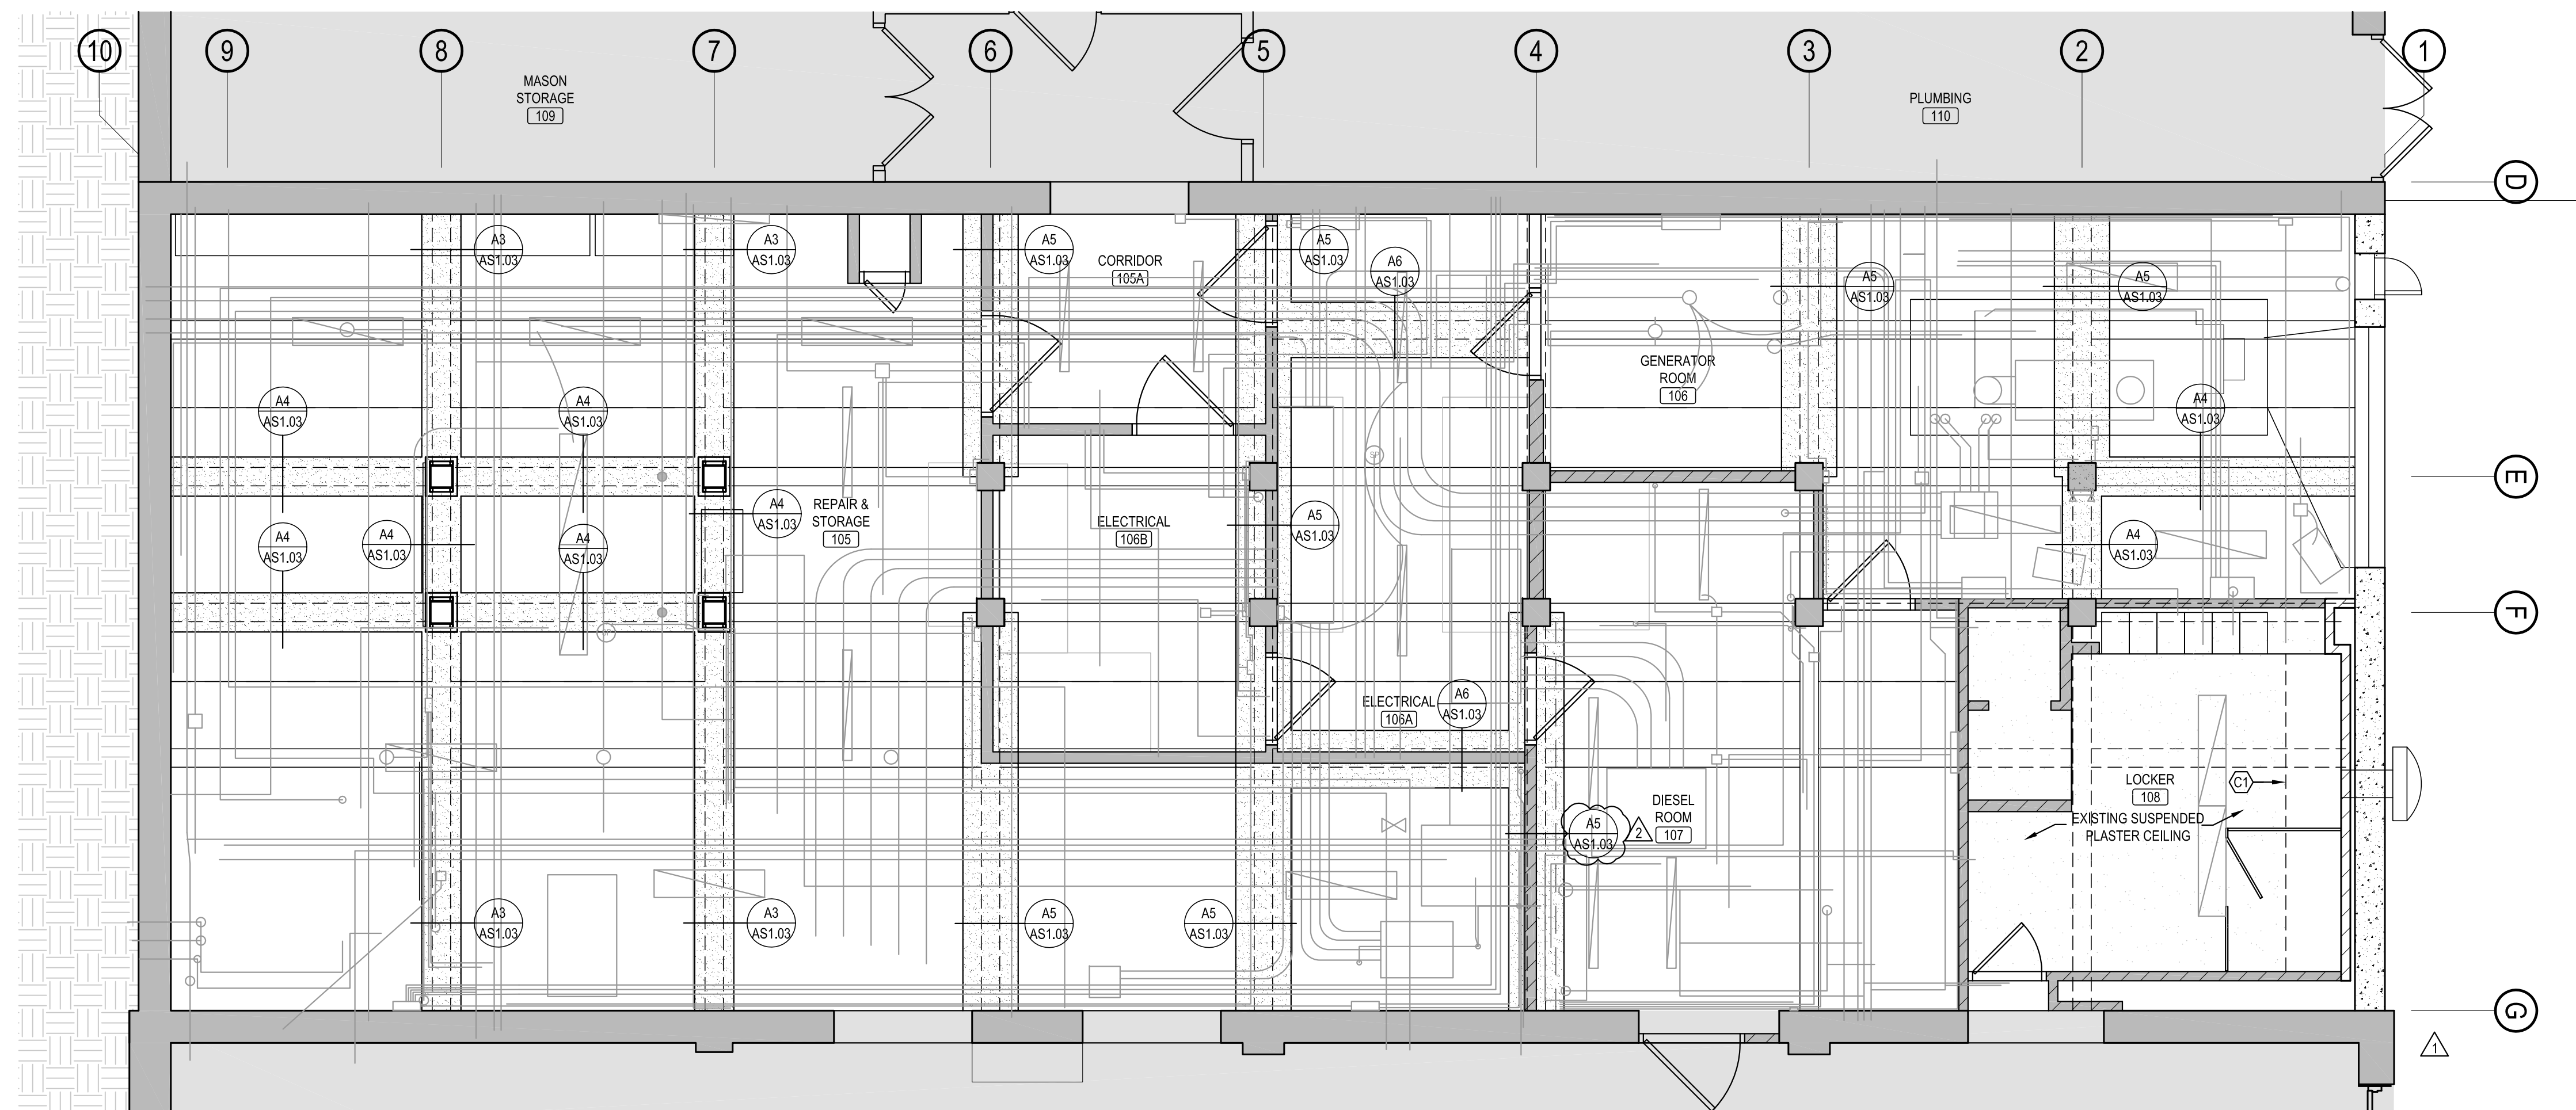 10
9
8
7
6
5
4
3
2
1
MASON
STORAGE
109
PLUMBING
110
D
A3
AS1.03
A3
AS1.03
A5
AS1.03
CORRIDOR
105A
A5
AS1.03
A6
AS1.03
A5
AS1.03
A5
AS1.03
GENERATOR
ROOM
106
A4
AS1.03
A4
AS1.03
A4
AS1.03
SP
E
A4
AS1.03
REPAIR &
STORAGE
105
ELECTRICAL
106B
A5
AS1.03
A4
AS1.03
A4
AS1.03
A4
AS1.03
A4
AS1.03
F
ELECTRICAL
106A
A6
AS1.03
LOCKER
108
C1
EXISTING SUSPENDED
PLASTER CEILING
DIESEL
ROOM
107
A5
AS1.03
2
A3
AS1.03
A3
AS1.03
A5
AS1.03
A5
AS1.03
G
1